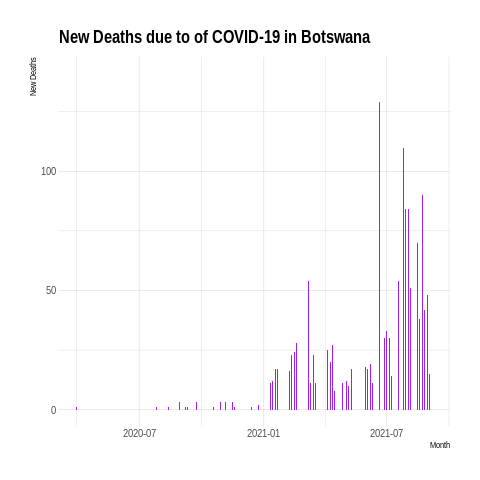 New Deaths due to of COVID-19 in Botswana
New Deaths
100
50
0
2020-07 2021-01 2021-07
Month